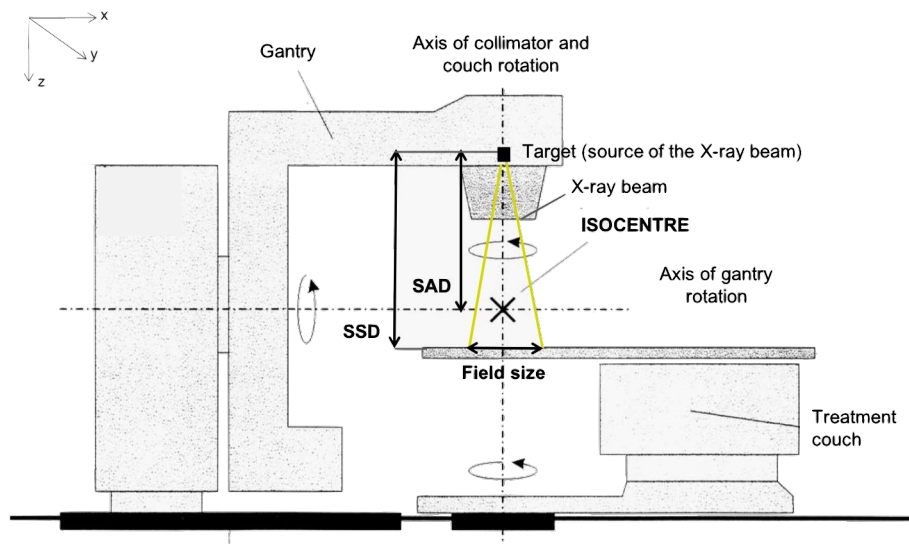 x
y
z
Gantry
Axis of collimator and
couch rotation
Target (source of the X-ray beam)
X-ray beam
ISOCENTRE
SAD
Axis of gantry
rotation
SSD
Field size
Treatment
couch